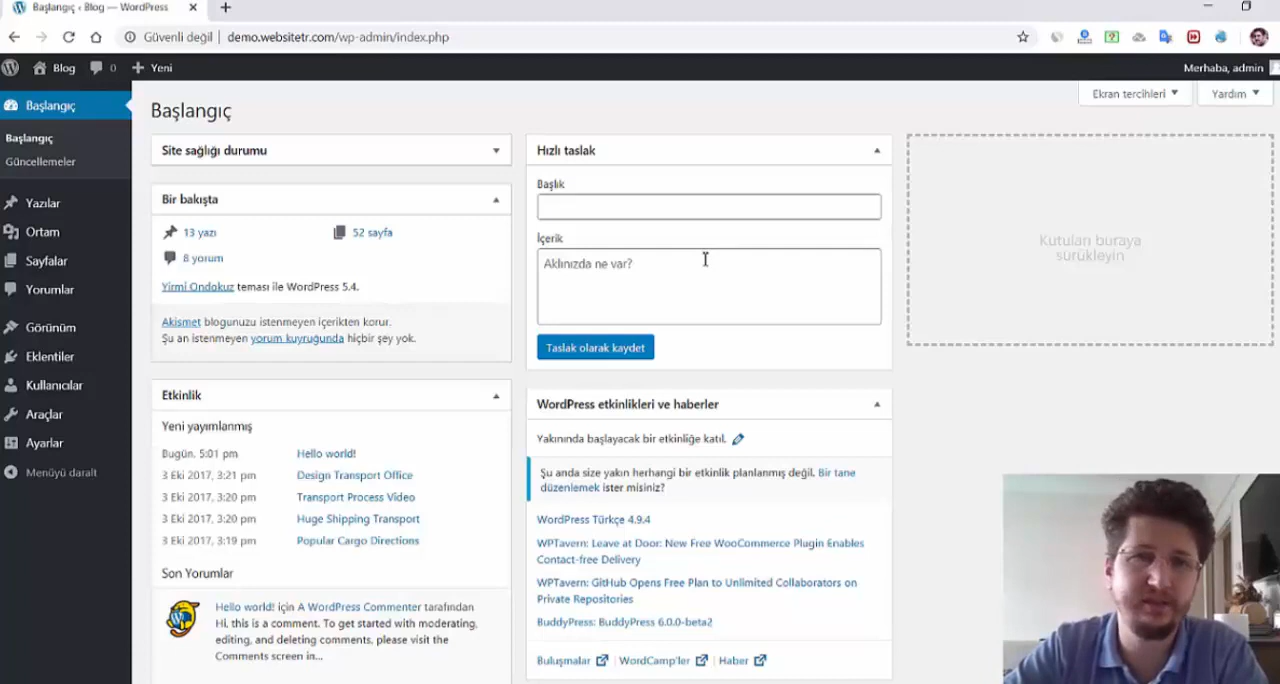 Başlangıç ‹ Blog — WordPress
Güvenli değil
demo.websitetr.com/wp-admin/index.php
Blog
0
Yeni
Merhaba, admin
Ekran tercihleri
Yardım
Başlangıç
Başlangıç
Güncellemeler
Yazılar
Ortam
Sayfalar
Yorumlar
Görünüm
Eklentiler
Kullanıcılar
Araçlar
Ayarlar
Menüyü daralt
Başlangıç
Site sağlığı durumu
Bir bakışta
13 yazı
52 sayfa
8 yorum
Yirmi Ondokuz teması ile WordPress 5.4.
Akismet blogunuzu istenmeyen içerikten korur.
Şu an istenmeyen yorum kuyruğunda hiçbir şey yok.
Etkinlik
Yeni yayımlanmış
Bugün, 5:01 pm Hello world!
3 Eki 2017, 3:21 pm Design Transport Office
3 Eki 2017, 3:20 pm Transport Process Video
3 Eki 2017, 3:20 pm Huge Shipping Transport
3 Eki 2017, 3:19 pm Popular Cargo Directions
Son Yorumlar
Hello world! için A WordPress Commenter tarafından
Hi, this is a comment. To get started with moderating,
editing, and deleting comments, please visit the
Comments screen in...
Hızlı taslak
Başlık
İçerik
Aklınızda ne var?
Taslak olarak kaydet
WordPress etkinlikleri ve haberler
Yakınında başlayacak bir etkinliğe katıl.
Şu anda size yakın herhangi bir etkinlik planlanmış değil. Bir tane
düzenlemek ister misiniz?
WordPress Türkçe 4.9.4
WPTavern: Leave at Door: New Free WooCommerce Plugin Enables
Contact-free Delivery
WPTavern: GitHub Opens Free Plan to Unlimited Collaborators on
Private Repositories
BuddyPress: BuddyPress 6.0.0-beta2
Buluşmalar | WordCamp'ler | Haber
Kutuları buraya
sürükleyin